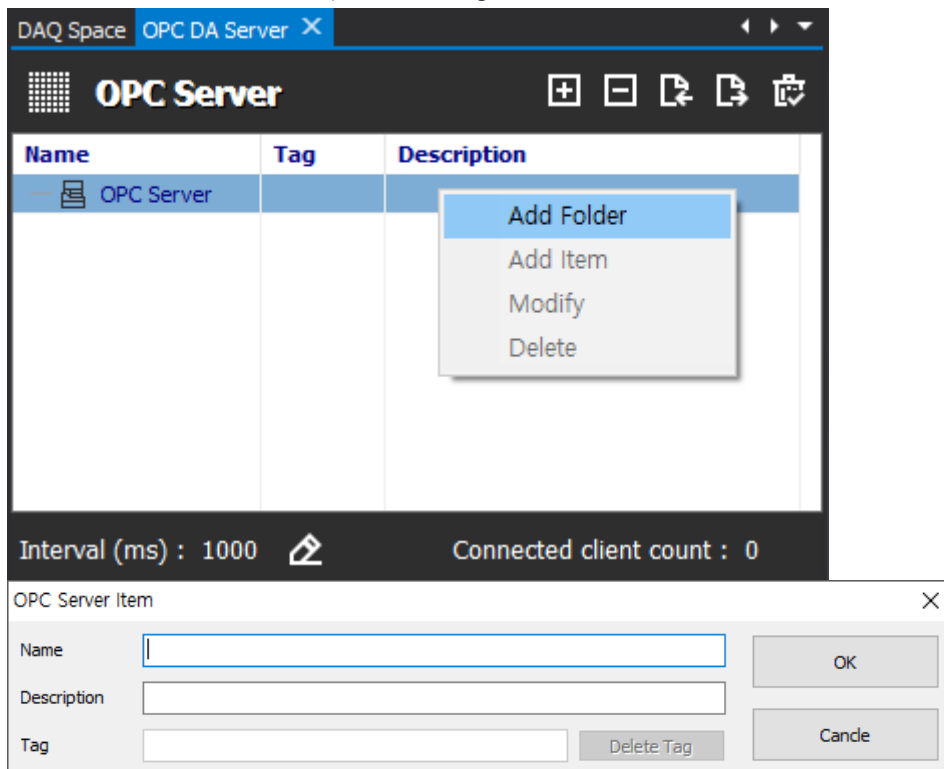 DAQ Space OPC DA Server
OPC Server
Name Tag Description
OPC Server
Add Folder
Add Item
Modify
Delete
Interval (ms) : 1000 Connected client count : 0
OPC Server Item
Name OK
Description
Tag Delete Tag Cancle